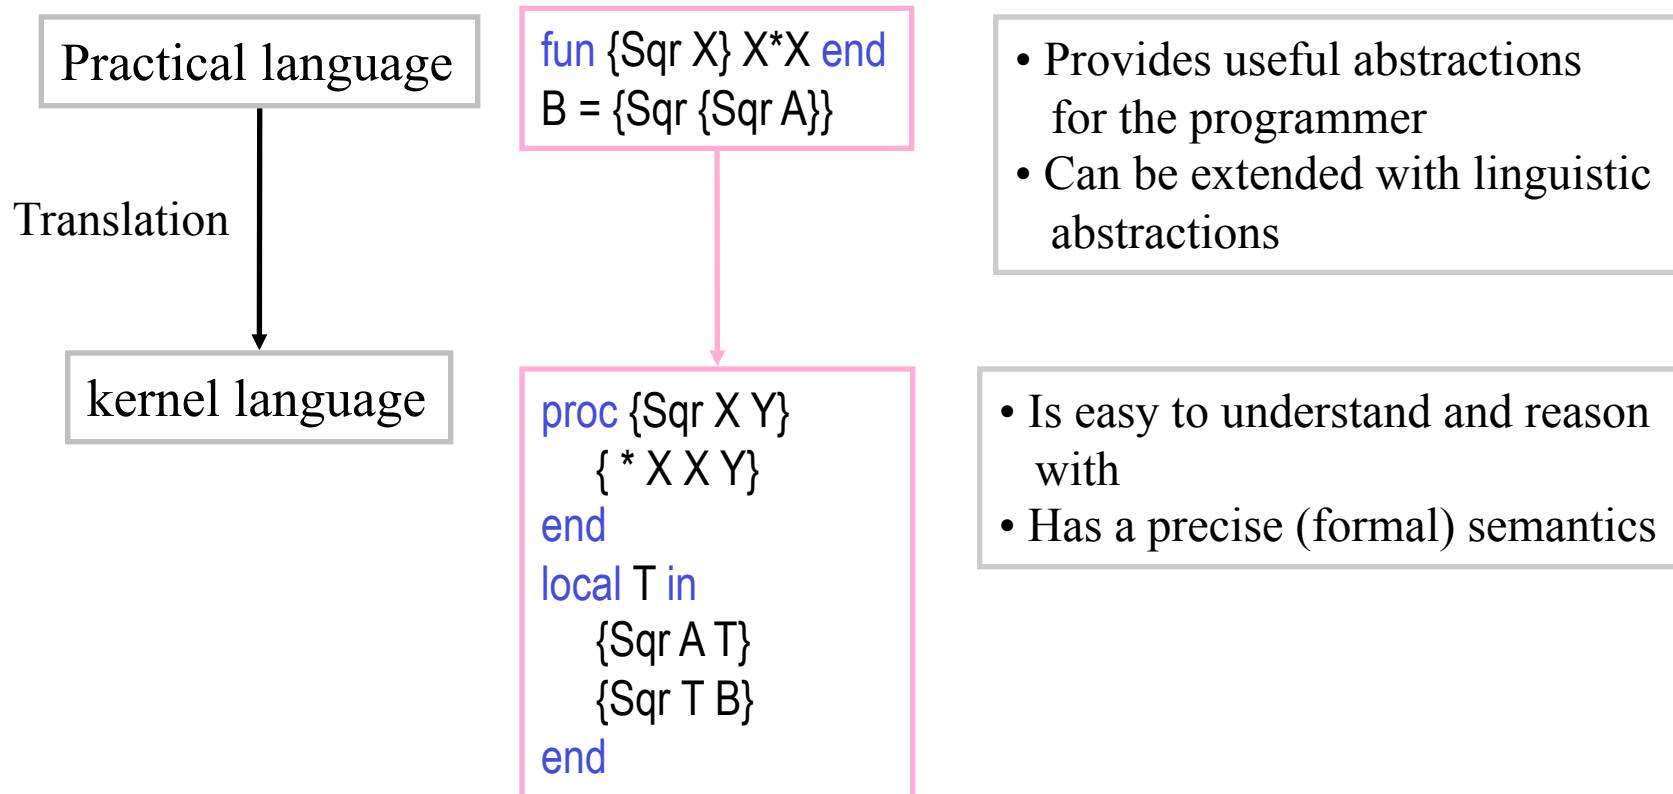 Practical language
Translation
kernel language
fun {Sqr X} X*X end
B = {Sqr {Sqr A}}
proc {Sqr X Y}
{ * X X Y}
end
local T in
{Sqr A T}
{Sqr T B}
end
• Provides useful abstractions
for the programmer
• Can be extended with linguistic
abstractions
• Is easy to understand and reason
with
• Has a precise (formal) semantics